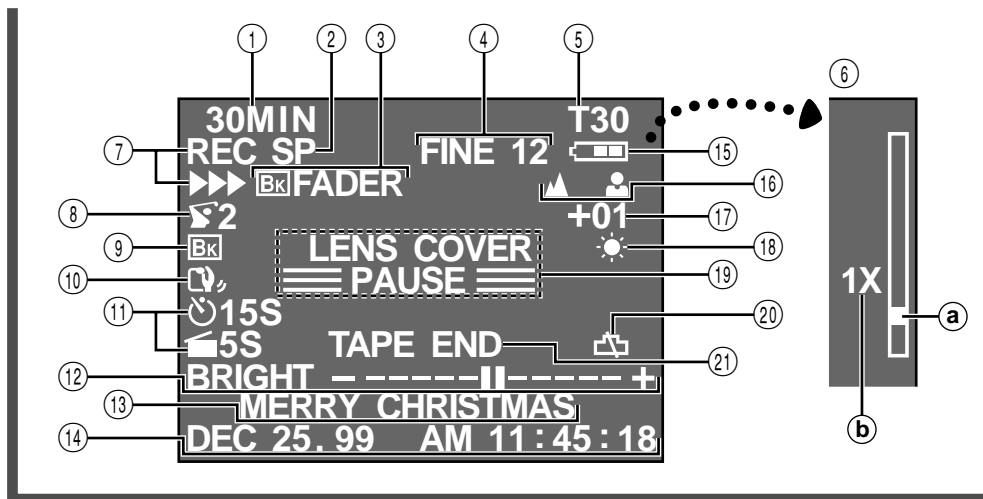 ① ② ③ ④ ⑤ ⑥
30MIN T30
⑦ REC SP FINE 12 ⑮
BK FADER ⑯
⑧ 2 +01 ⑰
⑨ BK LENS COVER ⑱
⑩ PAUSE ⑲
1X a
⑪ 15S ⑳
5S TAPE END ㉑
⑫ BRIGHT - +
⑬ MERRY CHRISTMAS
b
⑭ DEC 25.99 AM 11:45:18